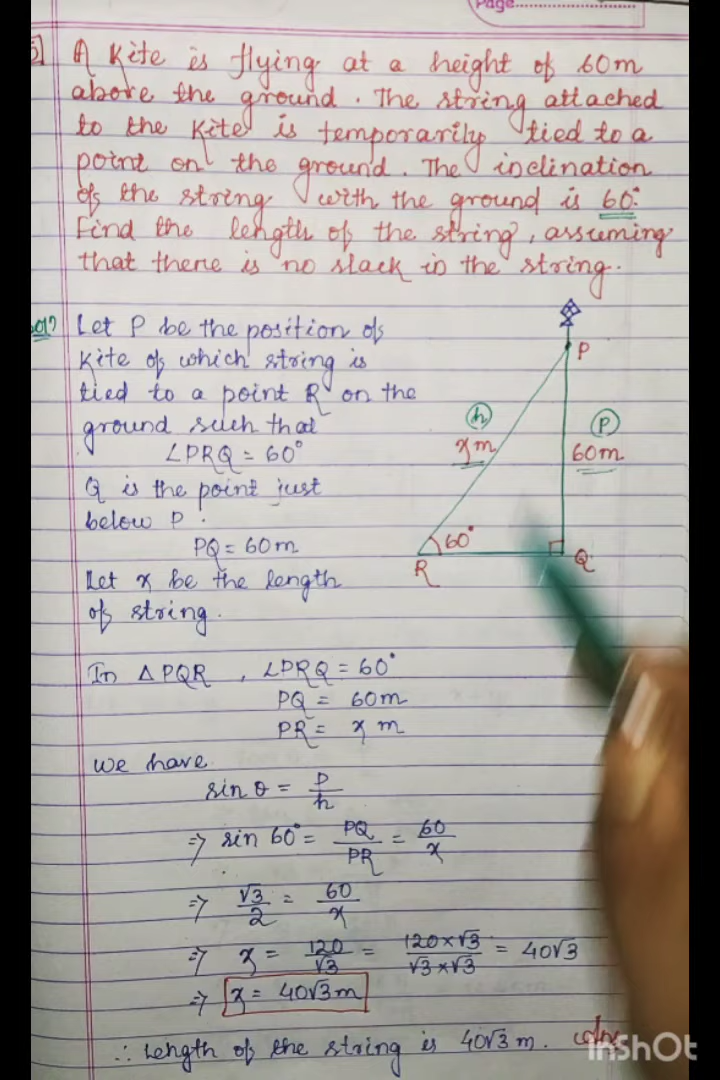 Page
5] A Kite is flying at a height of 60m
above the ground. The string attached
to the Kite is temporarily tied to a
point on the ground. The inclination
of the string with the ground is 60°.
Find the length of the string, assuming
that there is no slack in the string.
Sol? Let P be the position of
Kite of which string is
tied to a point R on the
ground such that
∠PRQ = 60°
Q is the point just
below P.
PQ = 60m
Let x be the length
of string.
P
h
x m
P
60m
60°
R
Q
In △PQR, ∠PRQ = 60°
PQ = 60m
PR = x m
we have
sin θ = P/h
⇒ sin 60° = PQ/PR = 60/x
⇒ √3/2 = 60/x
⇒ x = 120/√3 = 120×√3/√3×√3 = 40√3
⇒ x = 40√3 m
∴ Length of the string is 40√3 m.
InShOt